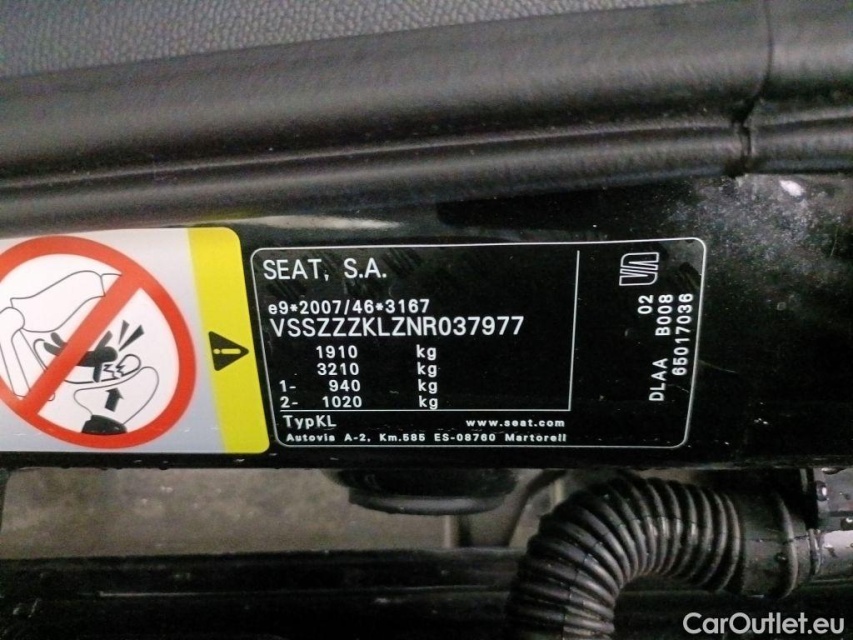 SEAT, S.A.
e9*2007/46*3167
VSSZZZKLZNR037977
1910 kg
3210 kg
1- 940 kg
2- 1020 kg
TypKL www.seat.com
Autovia A-2, Km.585 ES-08760 Martorell
02
DLAA B008
65017036
CarOutlet.eu